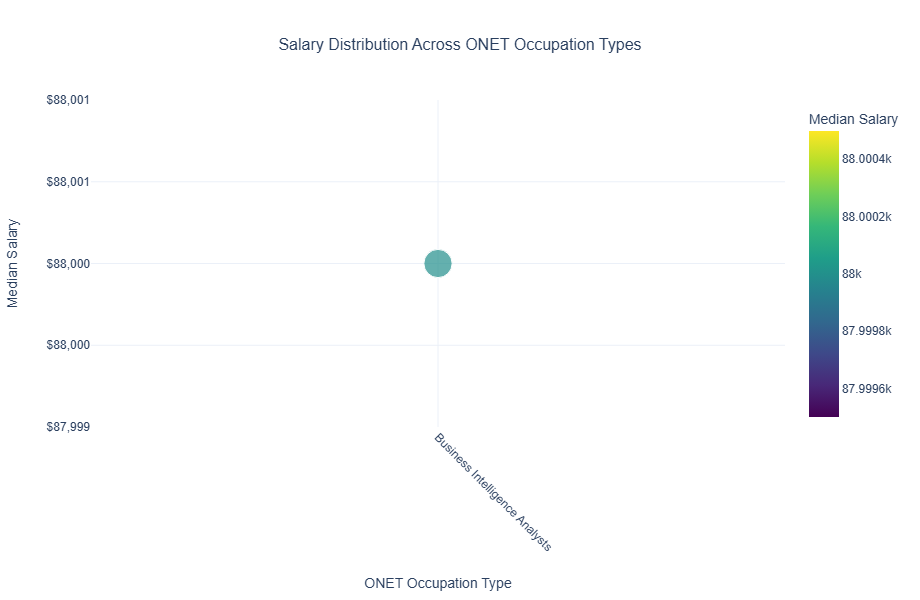 Salary Distribution Across ONET Occupation Types
$88,001
$88,001
$88,000
$88,000
$87,999
Median Salary
Business Intelligence Analysts
ONET Occupation Type
Median Salary
88.0004k
88.0002k
88k
87.9998k
87.9996k